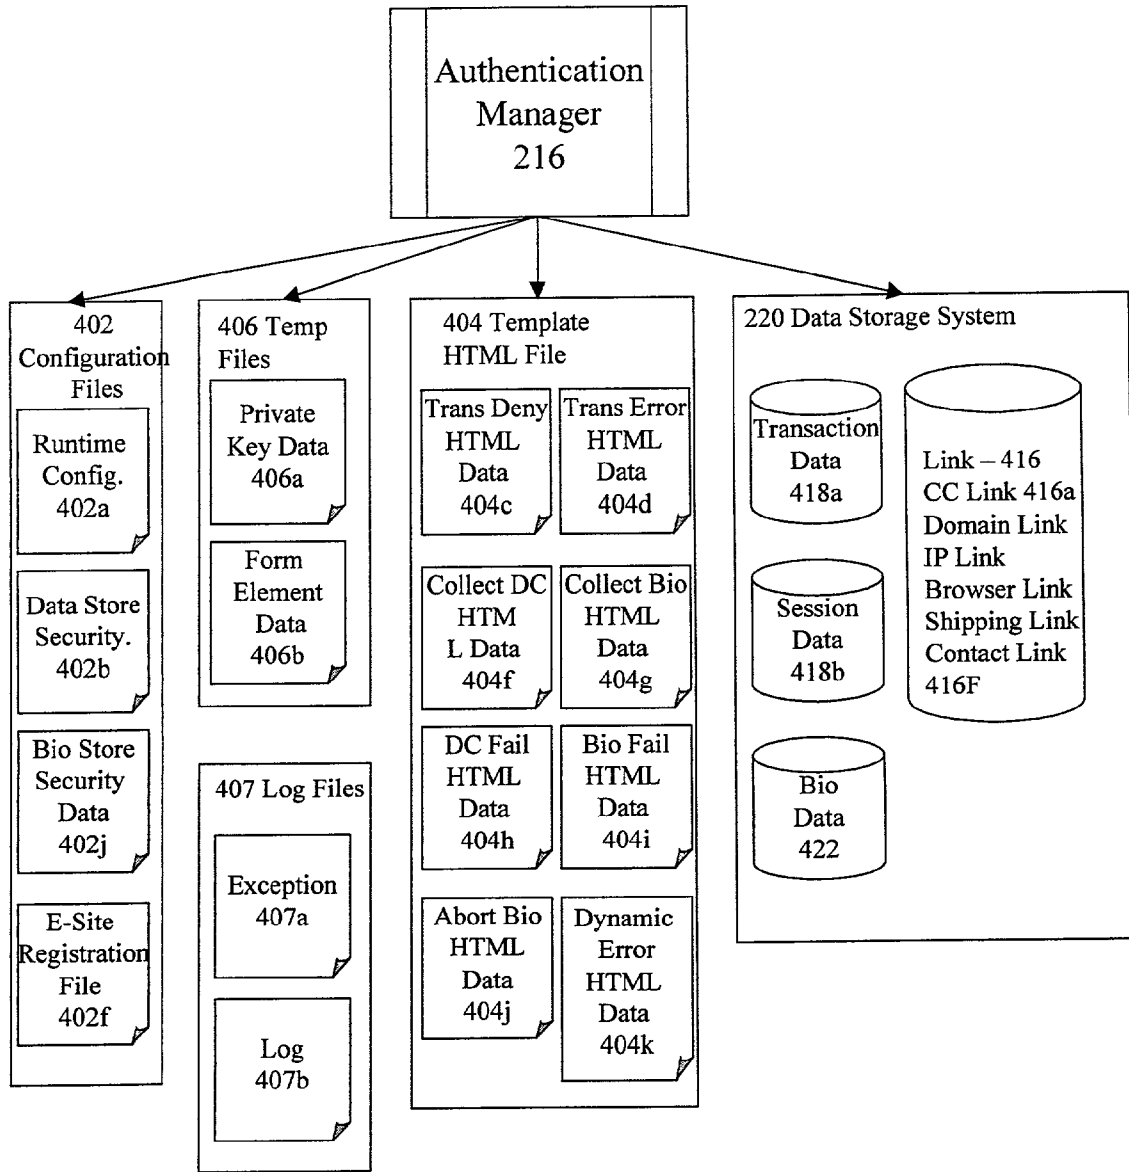 Authentication
Manager
216
402
Configuration
Files
Runtime
Config.
402a
Data Store
Security.
402b
Bio Store
Security
Data
402j
E-Site
Registration
File
402f
406 Temp
Files
Private
Key Data
406a
Form
Element
Data
406b
407 Log Files
Exception
407a
Log
407b
404 Template
HTML File
Trans Deny
HTML
Data
404c
Trans Error
HTML
Data
404d
Collect DC
HTM
L Data
404f
Collect Bio
HTML
Data
404g
DC Fail
HTML
Data
404h
Bio Fail
HTML
Data
404i
Abort Bio
HTML
Data
404j
Dynamic
Error
HTML
Data
404k
220 Data Storage System
Transaction
Data
418a
Session
Data
418b
Bio
Data
422
Link – 416
CC Link 416a
Domain Link
IP Link
Browser Link
Shipping Link
Contact Link
416F